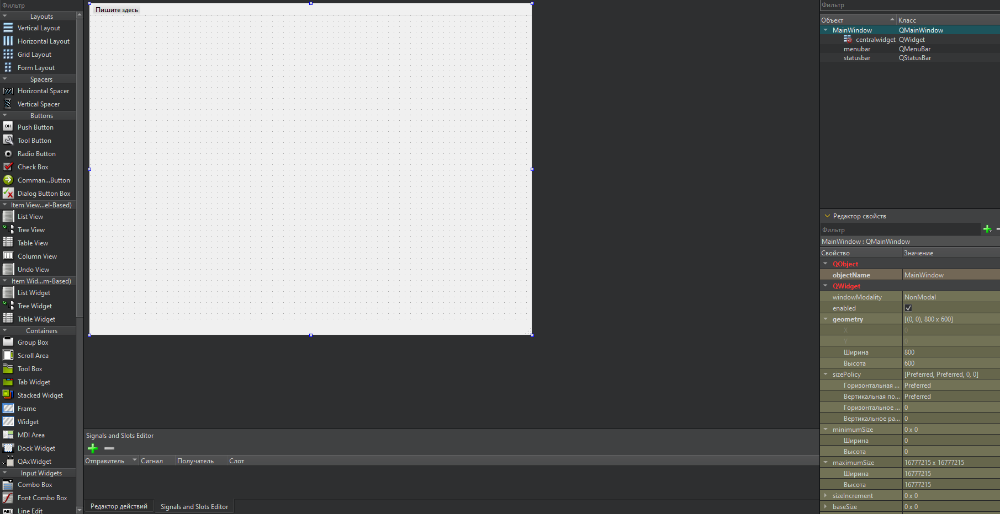 Фильтр
Layouts
Vertical Layout
Horizontal Layout
Grid Layout
Form Layout
Spacers
Horizontal Spacer
Vertical Spacer
Buttons
OK
Push Button
Tool Button
Radio Button
Check Box
Comman...Button
Dialog Button Box
Item View...el-Based)
List View
Tree View
Table View
Column View
Undo View
Item Wid...m-Based)
List Widget
Tree Widget
Table Widget
Containers
Group Box
Scroll Area
Tool Box
Tab Widget
Stacked Widget
Frame
Widget
MDI Area
Dock Widget
QAxWidget
Input Widgets
Combo Box
Font Combo Box
ABI Line Edit
Пишите здесь
Signals and Slots Editor
Отправитель Сигнал Получатель Слот
Редактор действий Signals and Slots Editor
Фильтр
Объект Класс
MainWindow QMainWindow
centralwidget QWidget
menubar QMenuBar
statusbar QStatusBar
Редактор свойств
Фильтр
MainWindow : QMainWindow
Свойство Значение
QObject
objectName MainWindow
QWidget
windowModality NonModal
enabled
geometry [(0, 0), 800 x 600]
X 0
Y 0
Ширина 800
Высота 600
sizePolicy [Preferred, Preferred, 0, 0]
Горизонтальная ... Preferred
Вертикальная по... Preferred
Горизонтальное ... 0
Вертикальное ра... 0
minimumSize 0 x 0
Ширина 0
Высота 0
maximumSize 16777215 x 16777215
Ширина 16777215
Высота 16777215
sizeIncrement 0 x 0
baseSize 0 x 0